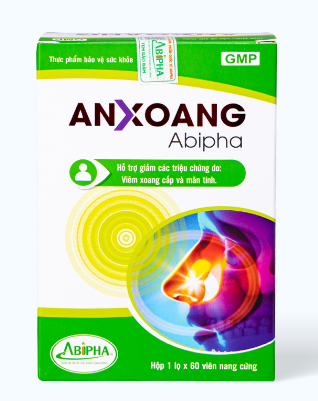 Thực phẩm bảo vệ sức khỏe
ABIPHA
GMP
ANXOANG
Abipha
Hỗ trợ giảm các triệu chứng do:
Viêm xoang cấp và mãn tính.
ABIPHA
Hộp 1 lọ x 60 viên nang cứng